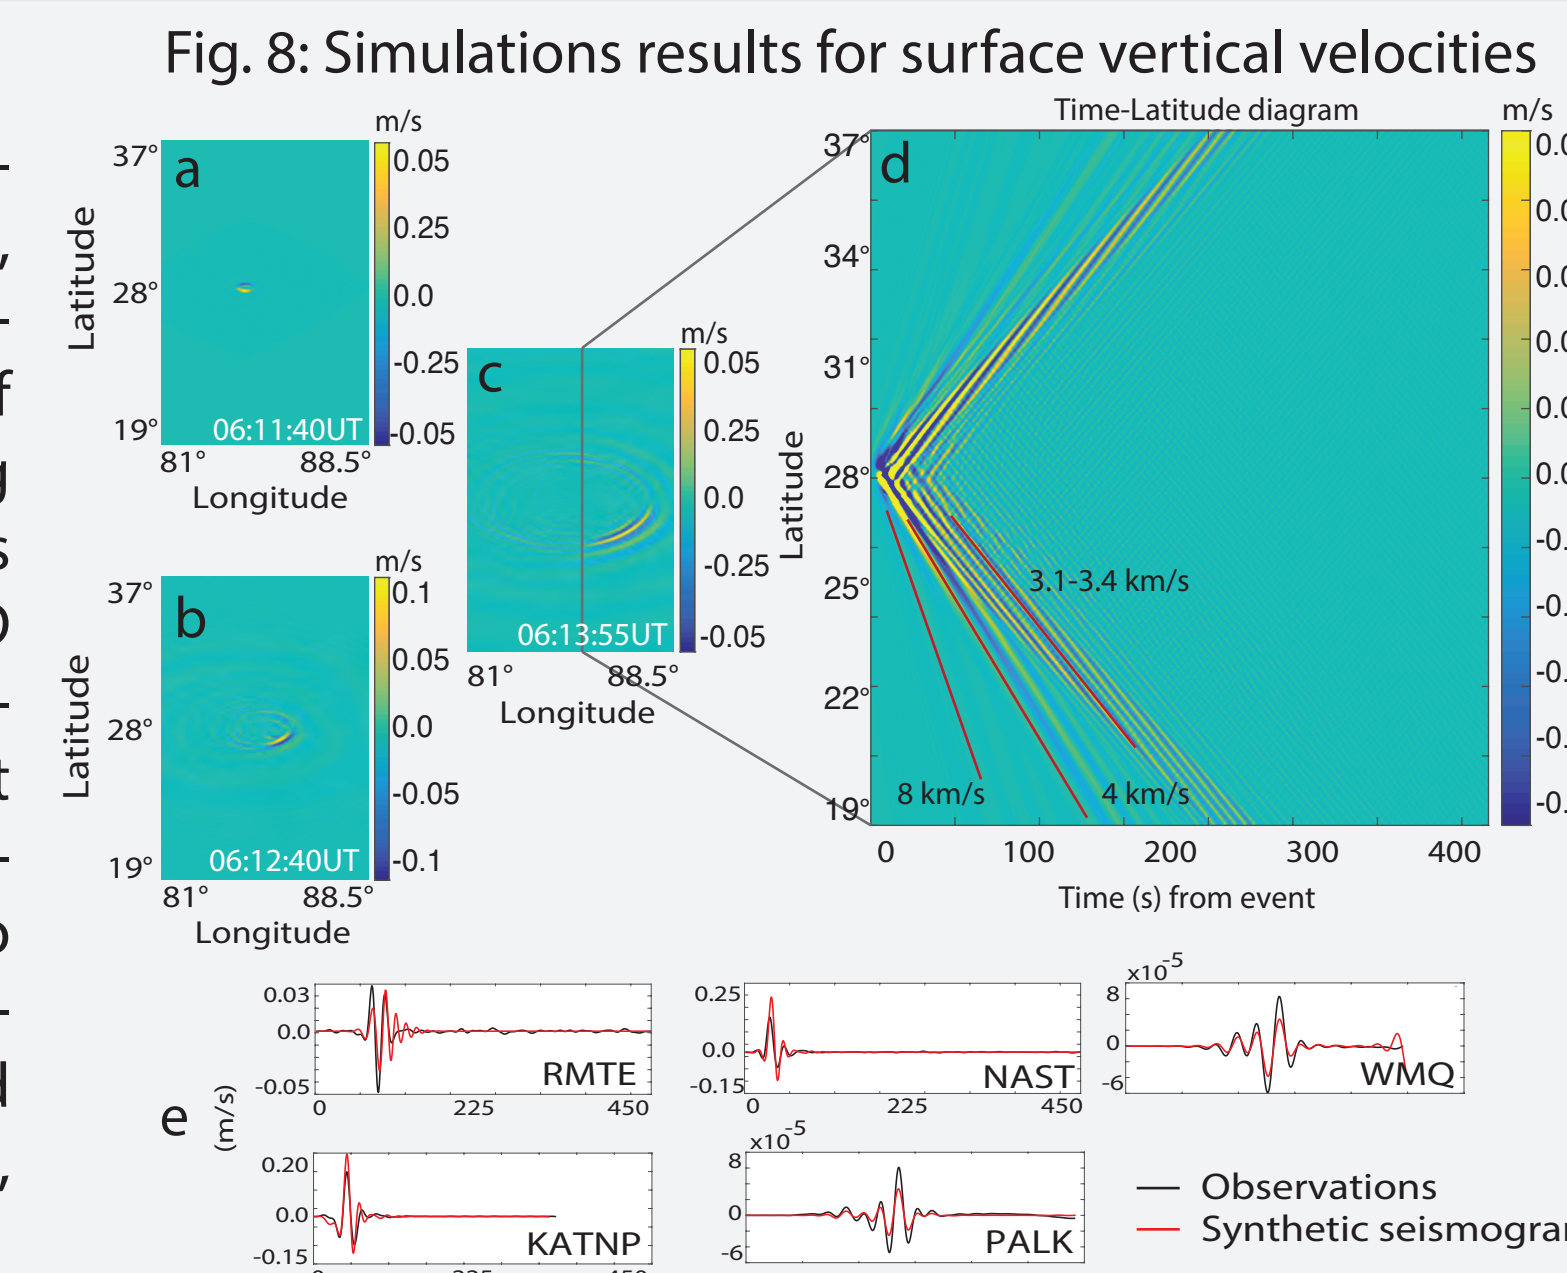 Fig. 8: Simulations results for surface vertical velocities
m/s
37°
a
0.05
0.25
28°
0.0
-0.25
19°
06:11:40UT
-0.05
81°
88.5°
Latitude
Longitude
m/s
37°
b
0.1
0.05
28°
0.0
-0.05
19°
06:12:40UT
-0.1
81°
88.5°
Latitude
Longitude
m/s
c
0.05
0.25
0.0
-0.25
06:13:55UT
-0.05
81°
88.5°
Longitude
Time-Latitude diagram
m/s
d
37°
34°
31°
28°
25°
22°
19°
Latitude
3.1-3.4 km/s
8 km/s
4 km/s
0
100
200
300
400
Time (s) from event
e
(m/s)
0.03
0.0
-0.05
RMTE
0
225
450
0.25
0.0
-0.15
NAST
0
225
450
x10-5
8
0
-6
WMQ
0.20
0.0
-0.15
KATNP
x10-5
8
0
-6
PALK
Observations
Synthetic